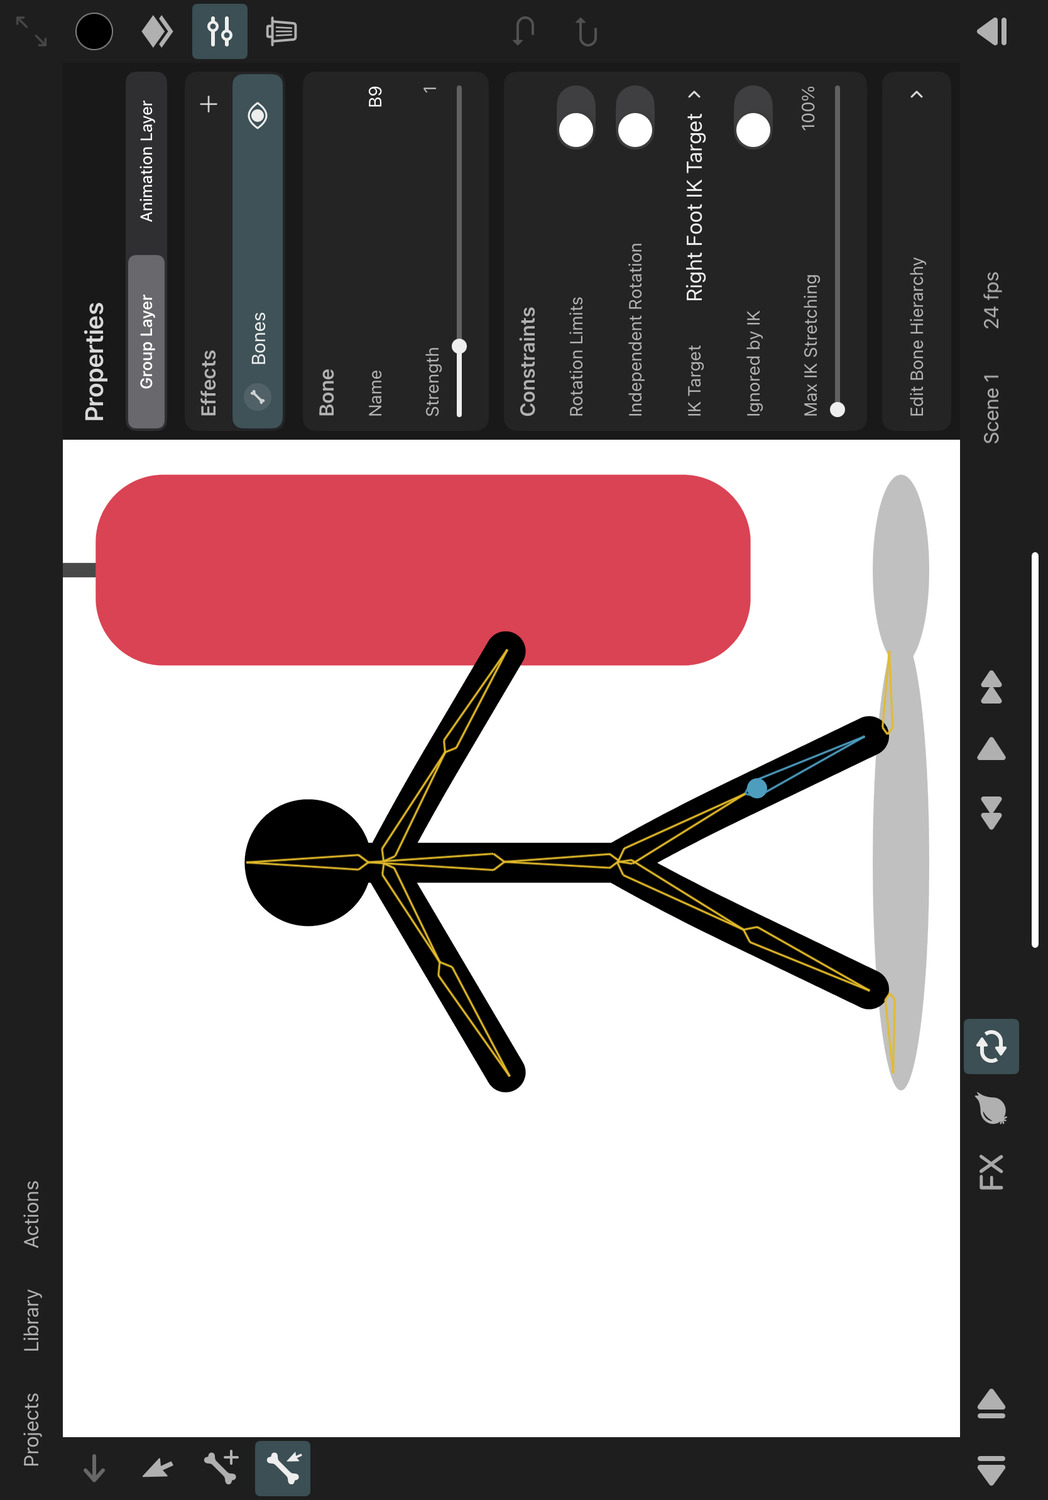 Projects Library Actions
Properties
Group Layer Animation Layer
Effects
Bones
Bone
Name B9
Strength 1
Constraints
Rotation Limits
Independent Rotation
IK Target Right Foot IK Target
Ignored by IK
Max IK Stretching 100%
Edit Bone Hierarchy
FX Scene 1 24 fps